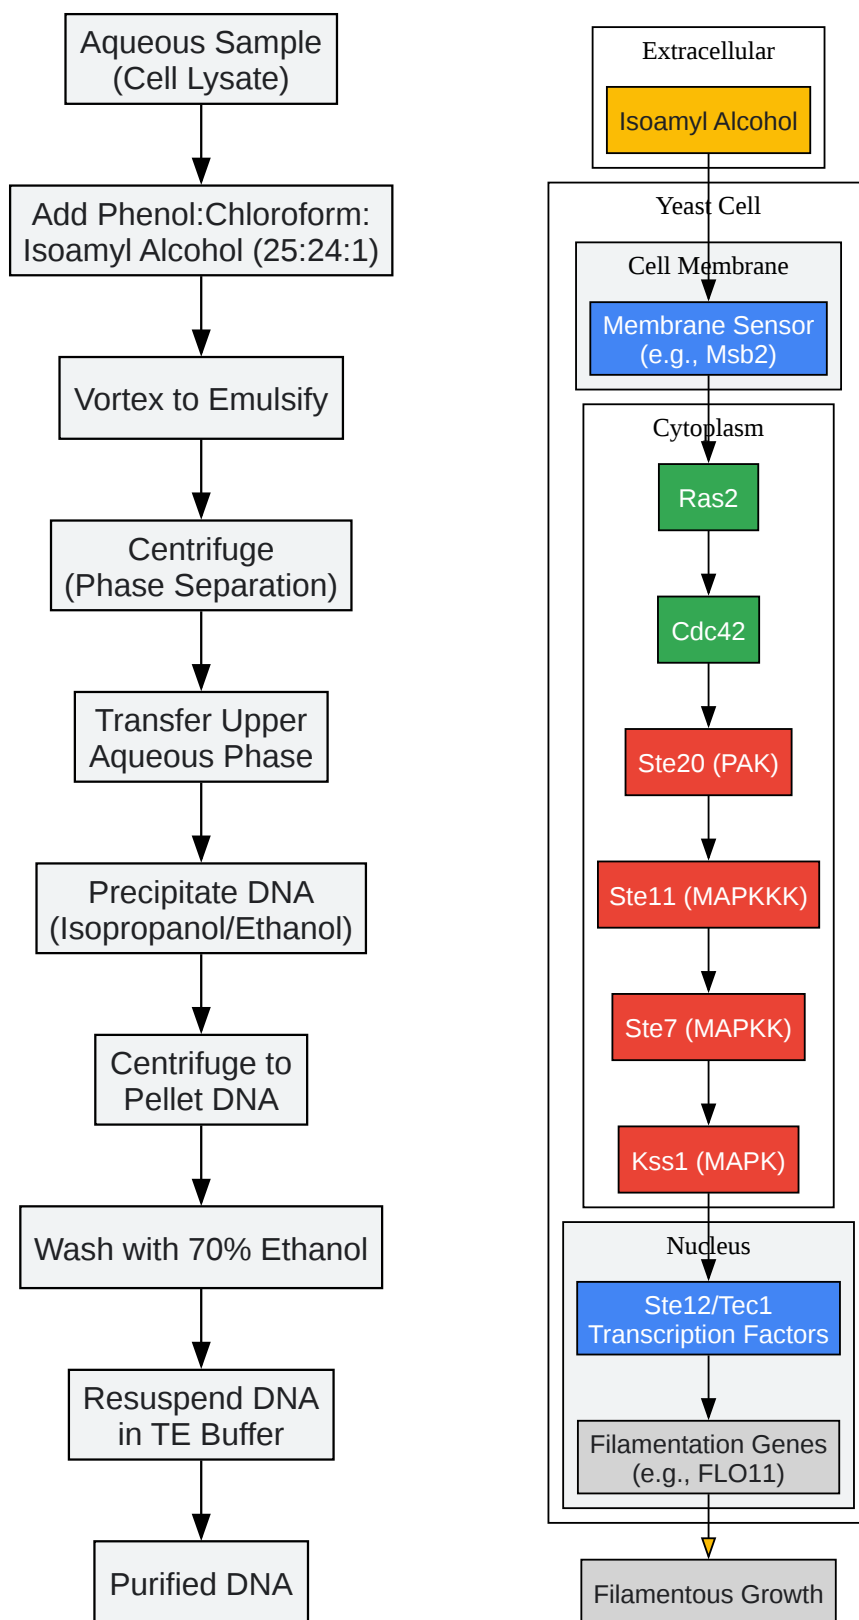 Aqueous Sample
(Cell Lysate)
Add Phenol:Chloroform:
Isoamyl Alcohol (25:24:1)
Vortex to Emulsify
Centrifuge
(Phase Separation)
Transfer Upper
Aqueous Phase
Precipitate DNA
(Isopropanol/Ethanol)
Centrifuge to
Pellet DNA
Wash with 70% Ethanol
Resuspend DNA
in TE Buffer
Purified DNA
Extracellular
Isoamyl Alcohol
Yeast Cell
Cell Membrane
Membrane Sensor
(e.g., Msb2)
Cytoplasm
Ras2
Cdc42
Ste20 (PAK)
Ste11 (MAPKKK)
Ste7 (MAPKK)
Kss1 (MAPK)
Nucleus
Ste12/Tec1
Transcription Factors
Filamentation Genes
(e.g., FLO11)
Filamentous Growth